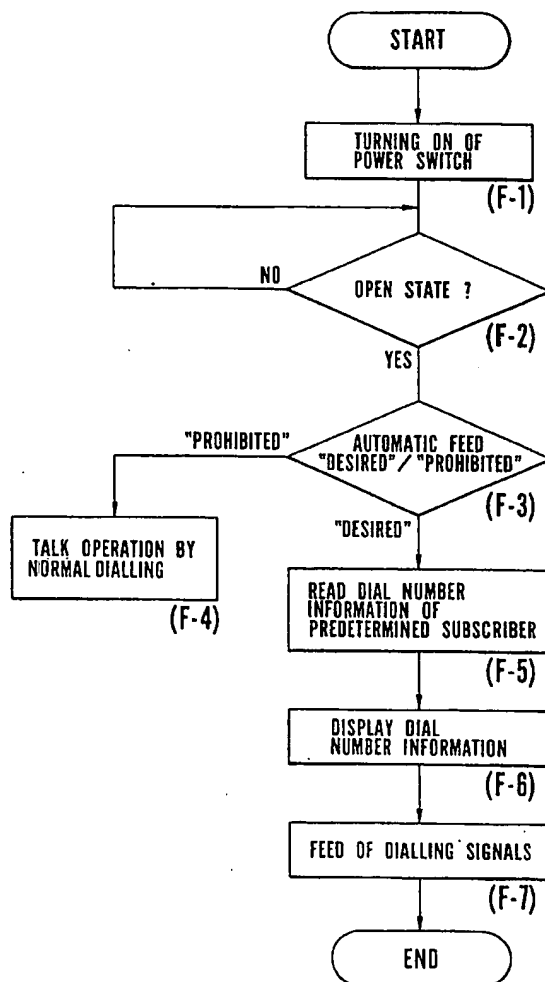 START
TURNING ON OF
POWER SWITCH
(F-1)
NO
OPEN STATE ?
(F-2)
YES
"PROHIBITED"
AUTOMATIC FEED
"DESIRED"/"PROHIBITED"
(F-3)
"DESIRED"
TALK OPERATION BY
NORMAL DIALLING
(F-4)
READ DIAL NUMBER
INFORMATION OF
PREDETERMINED SUBSCRIBER
(F-5)
DISPLAY DIAL
NUMBER INFORMATION
(F-6)
FEED OF DIALLING SIGNALS
(F-7)
END